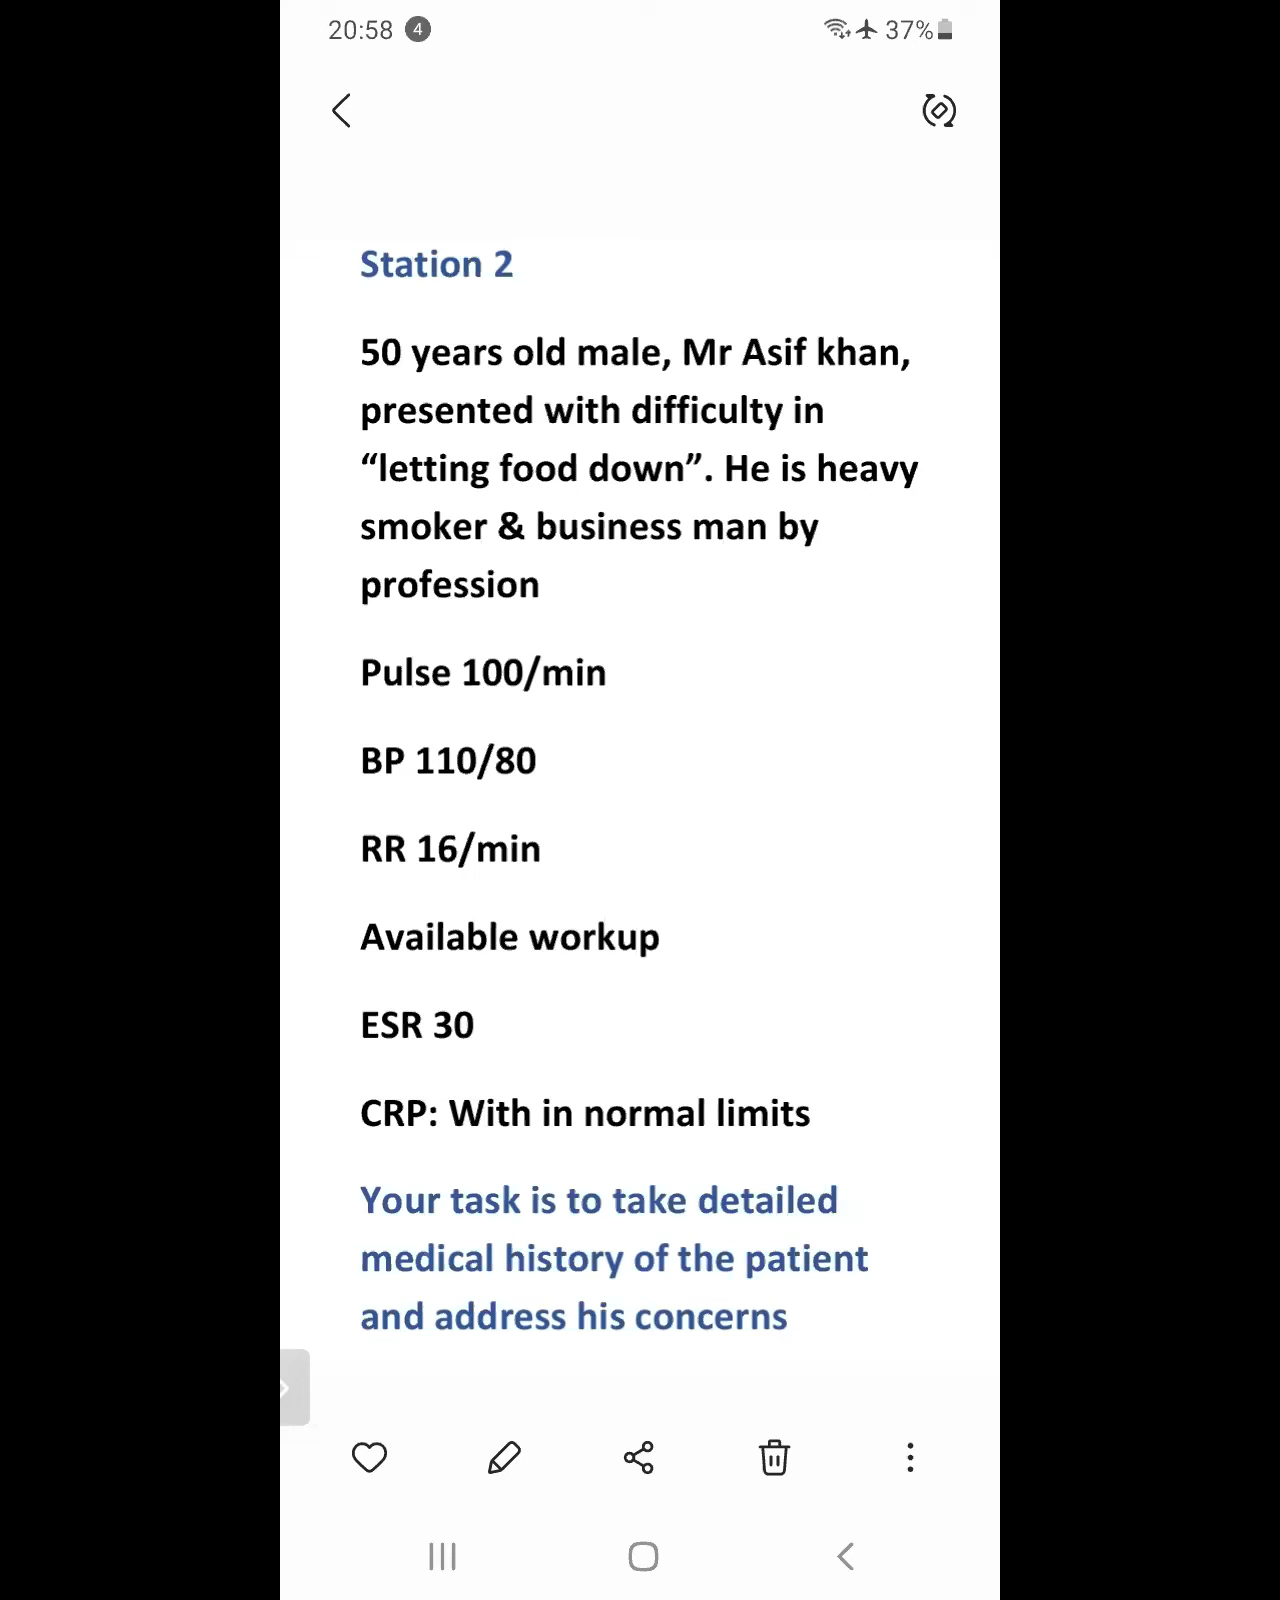 20:58 4 37%
Station 2
50 years old male, Mr Asif khan,
presented with difficulty in
“letting food down”. He is heavy
smoker & business man by
profession
Pulse 100/min
BP 110/80
RR 16/min
Available workup
ESR 30
CRP: With in normal limits
Your task is to take detailed
medical history of the patient
and address his concerns